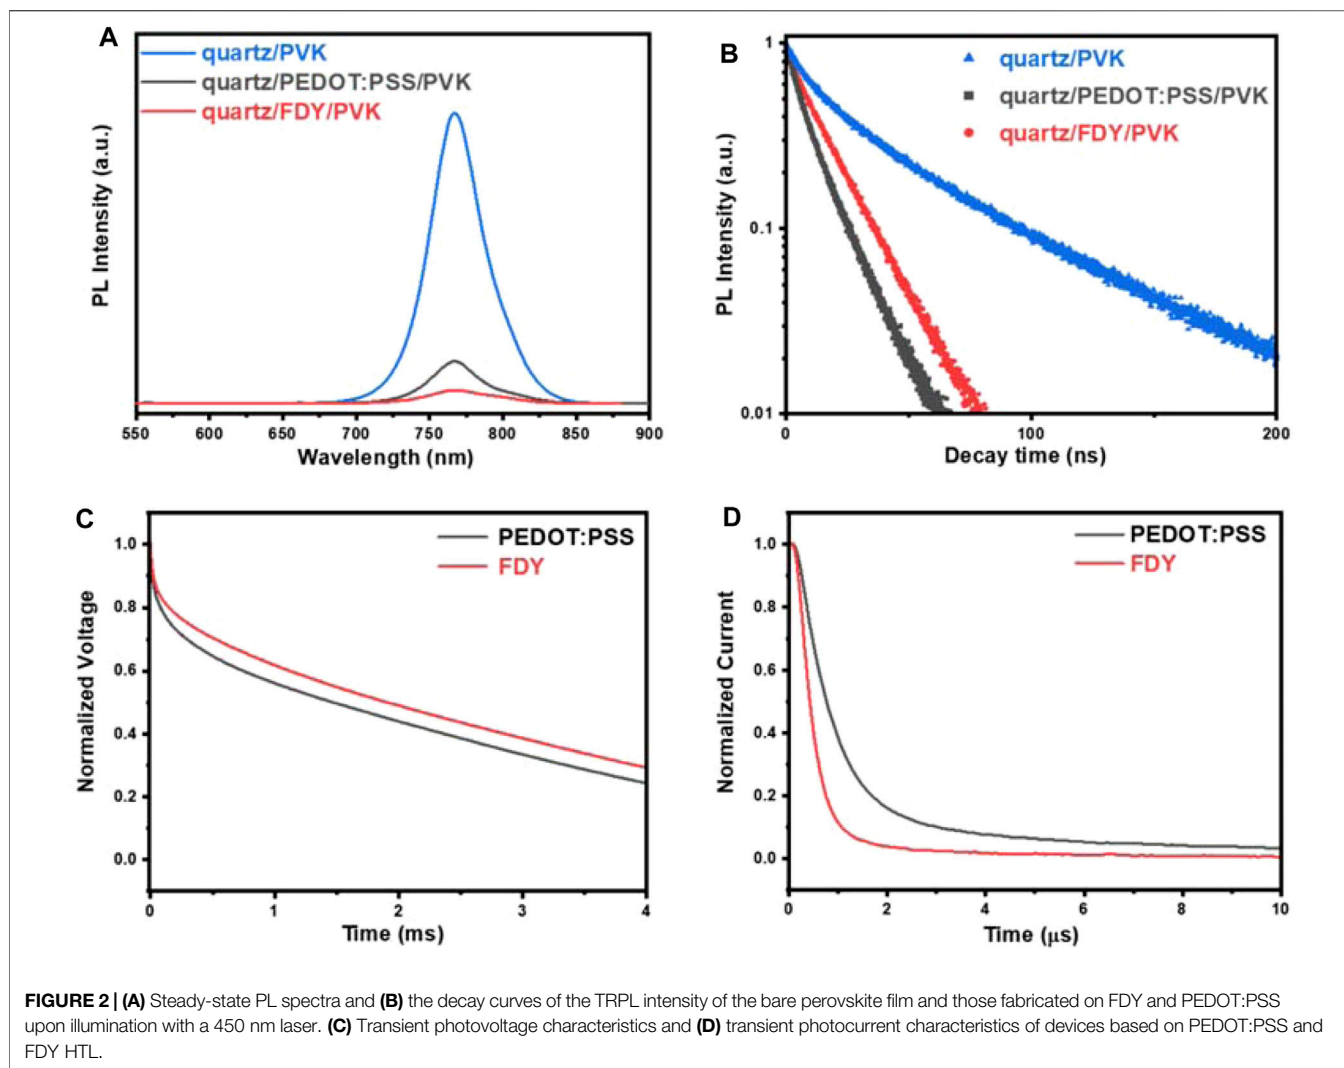 A
quartz/PVK
quartz/PEDOT:PSS/PVK
quartz/FDY/PVK
PL Intensity (a.u.)
550 600 650 700 750 800 850 900
Wavelength (nm)
B
quartz/PVK
quartz/PEDOT:PSS/PVK
quartz/FDY/PVK
PL Intensity (a.u.)
1
0.1
0.01
0 100 200
Decay time (ns)
C
PEDOT:PSS
FDY
Normalized Voltage
1.0
0.8
0.6
0.4
0.2
0.0
0 1 2 3 4
Time (ms)
D
PEDOT:PSS
FDY
Normalized Current
1.0
0.8
0.6
0.4
0.2
0.0
0 2 4 6 8 10
Time (μs)
FIGURE 2 | (A) Steady-state PL spectra and (B) the decay curves of the TRPL intensity of the bare perovskite film and those fabricated on FDY and PEDOT:PSS
upon illumination with a 450 nm laser. (C) Transient photovoltage characteristics and (D) transient photocurrent characteristics of devices based on PEDOT:PSS and
FDY HTL.